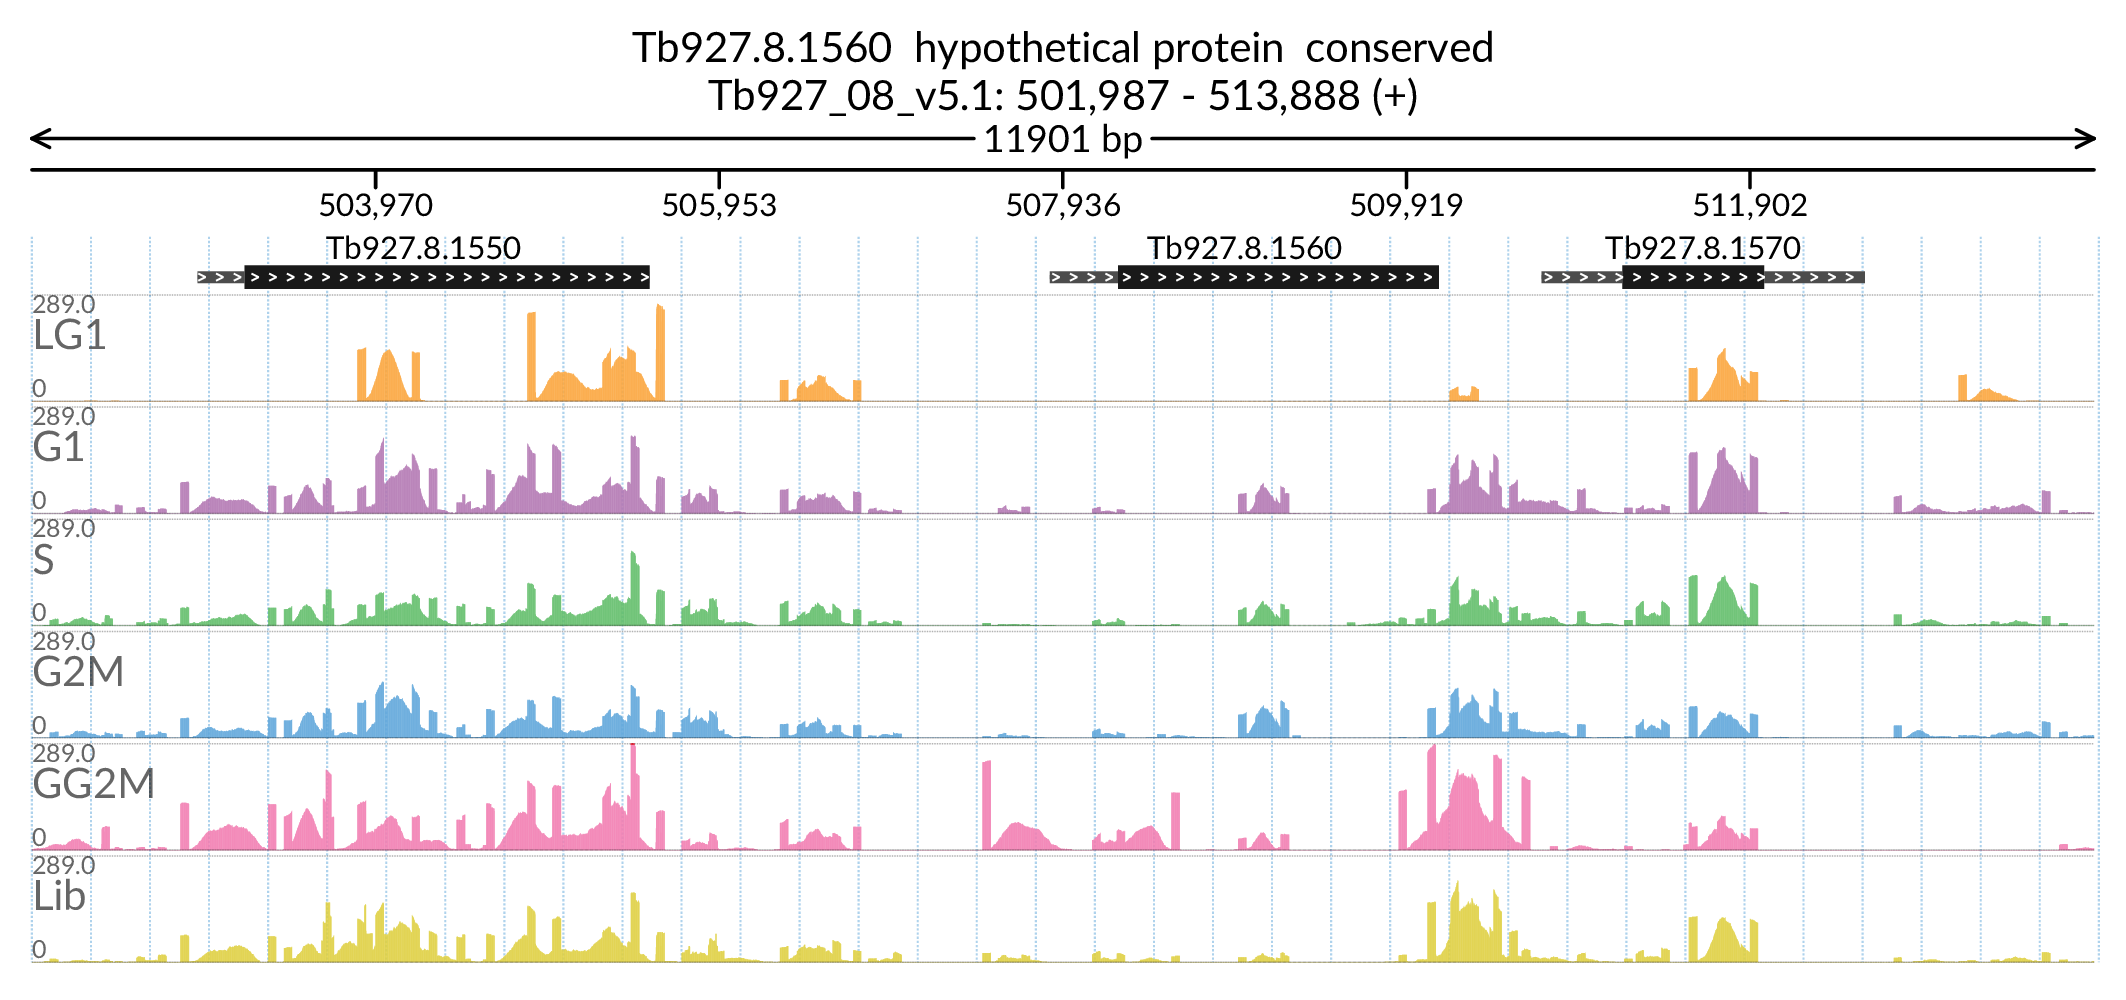 Tb927.8.1560 hypothetical protein conserved
Tb927_08_v5.1: 501,987 - 513,888 (+)
11901 bp
503,970 505,953 507,936 509,919 511,902
Tb927.8.1550 Tb927.8.1560 Tb927.8.1570
289.0
LG1
0
289.0
G1
0
289.0
S
0
289.0
G2M
0
289.0
GG2M
0
289.0
Lib
0